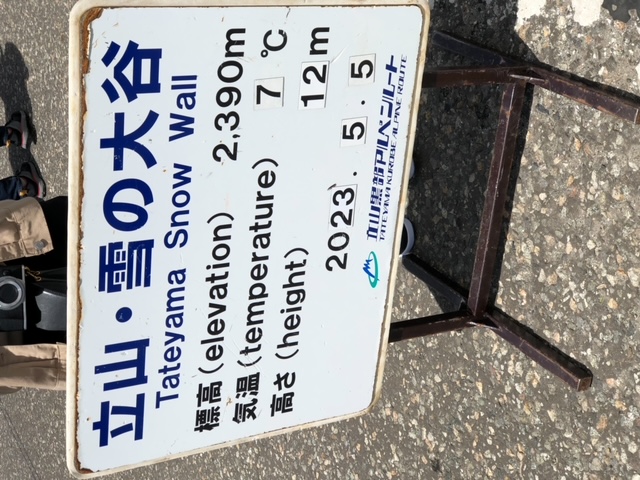 立山・雪の大谷
Tateyama Snow Wall
標高(elevation) 2,390m
気温(temperature) 7 ℃
高さ(height) 12m
2023. 5. 5
立山黒部アルペンルート
TATEYAMA KUROBE ALPINE ROUTE